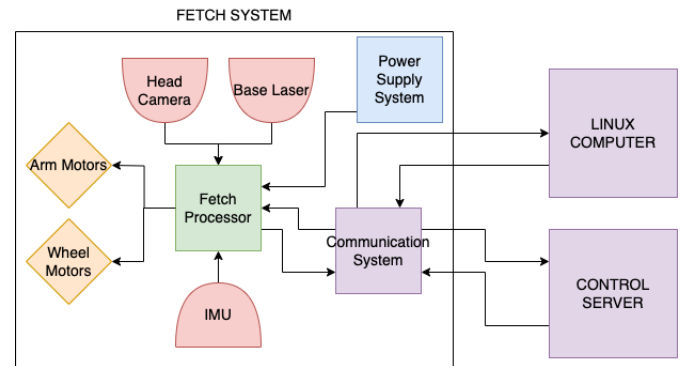 FETCH SYSTEM
Head
Camera
Base Laser
Power
Supply
System
LINUX
COMPUTER
Arm Motors
Fetch
Processor
Wheel
Motors
Communication
System
IMU
CONTROL
SERVER